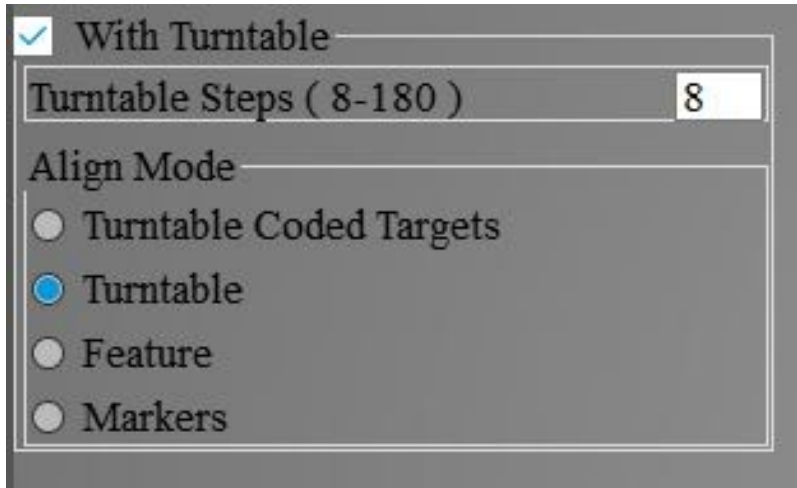 With Turntable
Turntable Steps ( 8-180 ) 8
Align Mode
Turntable Coded Targets
Turntable
Feature
Markers